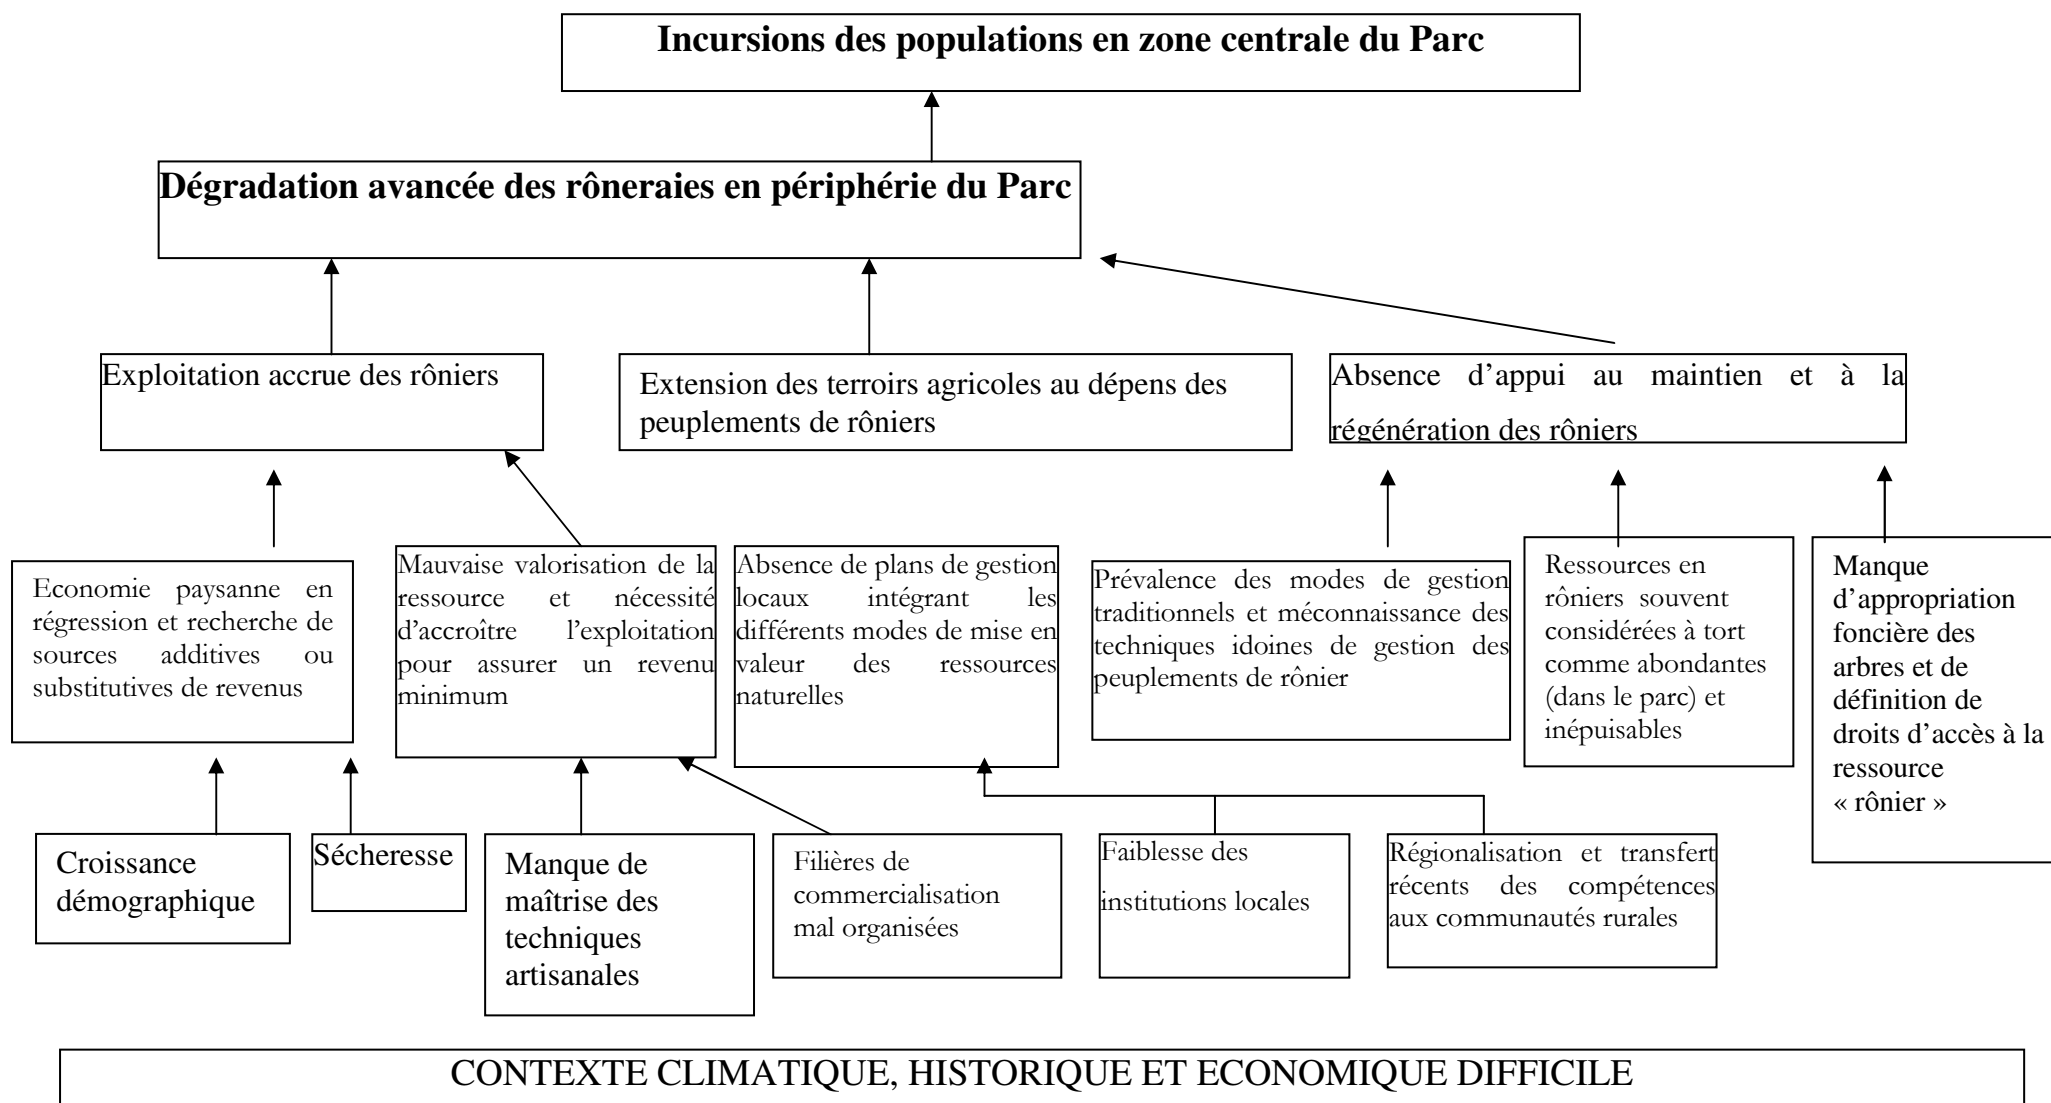 Incursions des populations en zone centrale du Parc
Dégradation avancée des rôneraies en périphérie du Parc
Exploitation accrue des rôniers
Extension des terroirs agricoles au dépens des
peuplements de rôniers
Absence d’appui au maintien et à la
régénération des rôniers
Economie paysanne en
régression et recherche de
sources additives ou
substitutives de revenus
Mauvaise valorisation de la
ressource et nécessité
d’accroître l’exploitation
pour assurer un revenu
minimum
Absence de plans de gestion
locaux intégrant les
différents modes de mise en
valeur des ressources
naturelles
Prévalence des modes de gestion
traditionnels et méconnaissance des
techniques idoines de gestion des
peuplements de rônier
Ressources en
rôniers souvent
considérées à tort
comme abondantes
(dans le parc) et
inépuisables
Manque
d’appropriation
foncière des
arbres et de
définition de
droits d’accès à la
ressource
« rônier »
Croissance
démographique
Sécheresse
Manque de
maîtrise des
techniques
artisanales
Filières de
commercialisation
mal organisées
Faiblesse des
institutions locales
Régionalisation et transfert
récents des compétences
aux communautés rurales
CONTEXTE CLIMATIQUE, HISTORIQUE ET ECONOMIQUE DIFFICILE